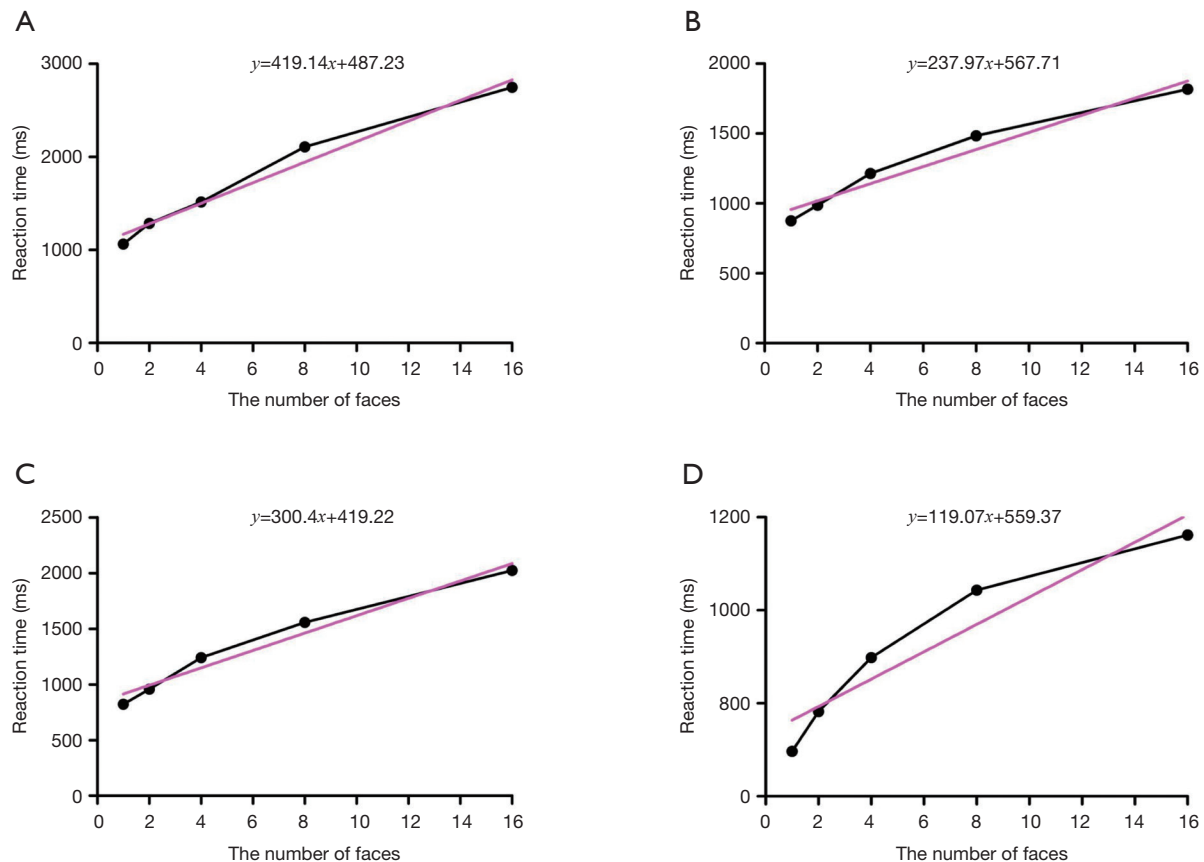 A
y=419.14x+487.23
3000
2000
1000
0
Reaction time (ms)
0 2 4 6 8 10 12 14 16
The number of faces
B
y=237.97x+567.71
2000
1500
1000
500
0
Reaction time (ms)
0 2 4 6 8 10 12 14 16
The number of faces
C
y=300.4x+419.22
2500
2000
1500
1000
500
0
Reaction time (ms)
0 2 4 6 8 10 12 14 16
The number of faces
D
y=119.07x+559.37
1200
1000
800
0
Reaction time (ms)
0 2 4 6 8 10 12 14 16
The number of faces